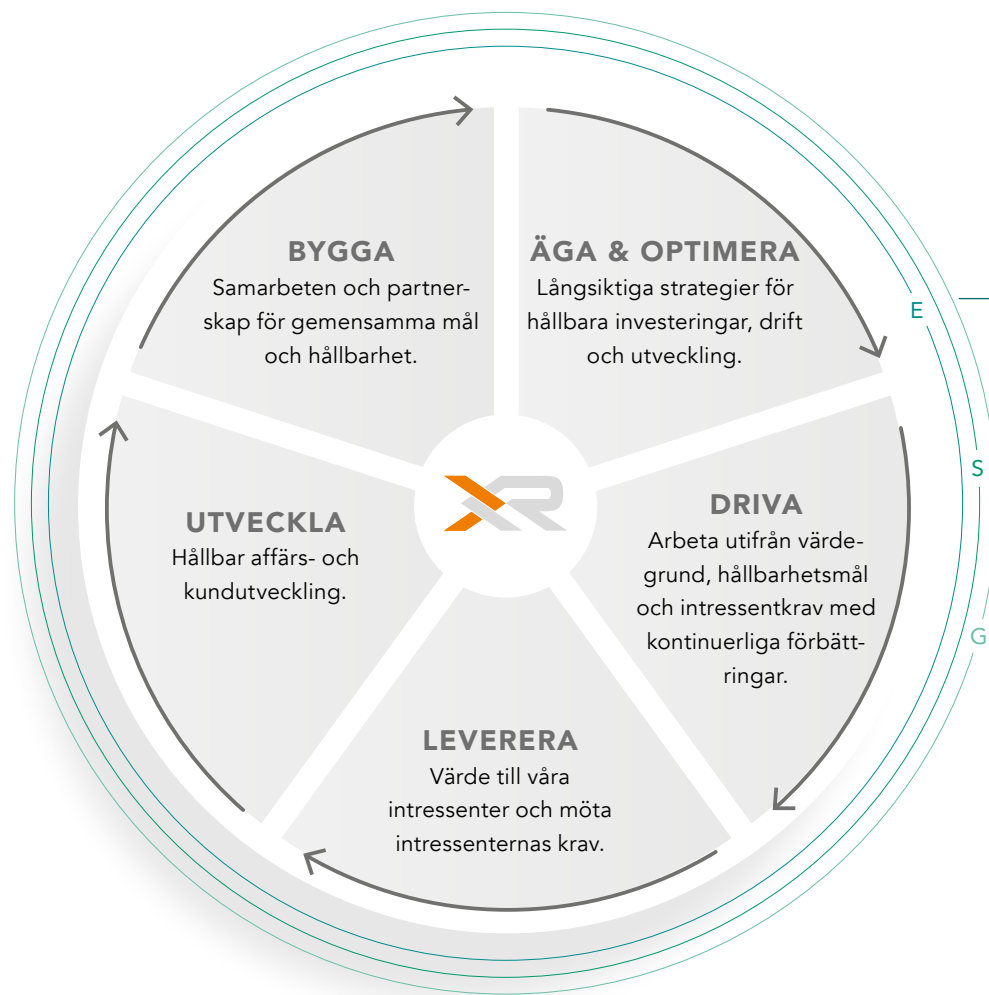 BYGGA
Samarbeten och partner-
skap för gemensamma mål
och hållbarhet.
ÄGA & OPTIMERA
Långsiktiga strategier för
hållbara investeringar, drift
och utveckling.
E
S
G
DRIVA
Arbeta utifrån värde-
grund, hållbarhetsmål
och intressentkrav med
kontinuerliga förbätt-
ringar.
LEVERERA
Värde till våra
intressenter och möta
intressenternas krav.
UTVECKLA
Hållbar affärs- och
kundutveckling.
XR